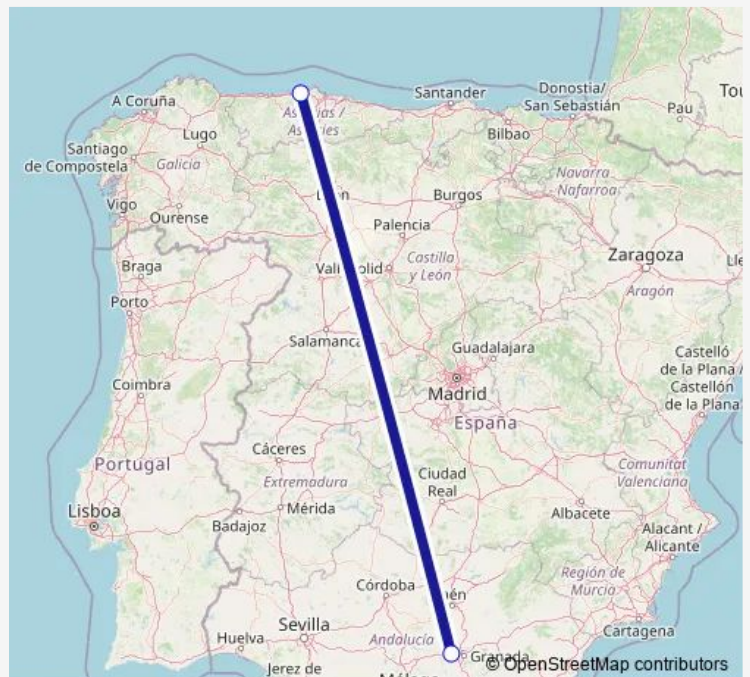 A Coruña
Santander
Donostia/
San Sebastián
Pau
Lugo
Bilbao
Santiago
de Compostela
Galicia
Navarra
Nafarroa
Vigo
Burgos
Ourense
Palencia
Castilla
y León
Zaragoza
Braga
Aragón
Porto
Salamanca
Guadalajara
Castelló
de la Plana /
Castellón
de la Plana
Coimbra
Madrid
España
Cáceres
Portugal
Ciudad
Real
Comunitat
Valenciana
Extremadura
Mérida
Lisboa
Badajoz
Albacete
Alacant /
Alicante
Región de
Murcia
Córdoba
Sevilla
Cartagena
Huelva
Andalucía
Granada
Jerez de
© OpenStreetMap contributors